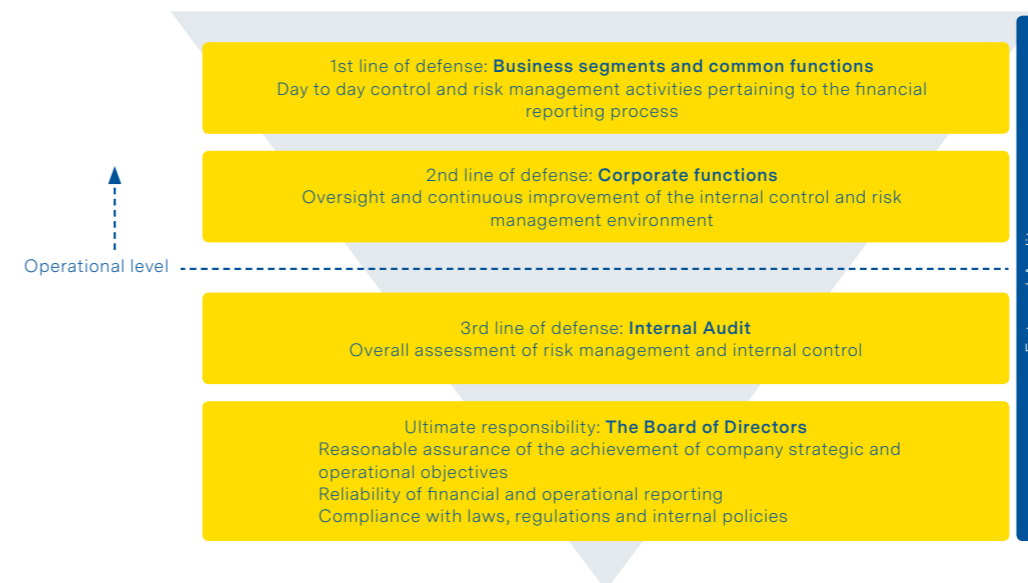 1st line of defense: Business segments and common functions
Day to day control and risk management activities pertaining to the financial
reporting process
2nd line of defense: Corporate functions
Oversight and continuous improvement of the internal control and risk
management environment
Operational level
3rd line of defense: Internal Audit
Overall assessment of risk management and internal control
Ultimate responsibility: The Board of Directors
Reasonable assurance of the achievement of company strategic and
operational objectives
Reliability of financial and operational reporting
Compliance with laws, regulations and internal policies